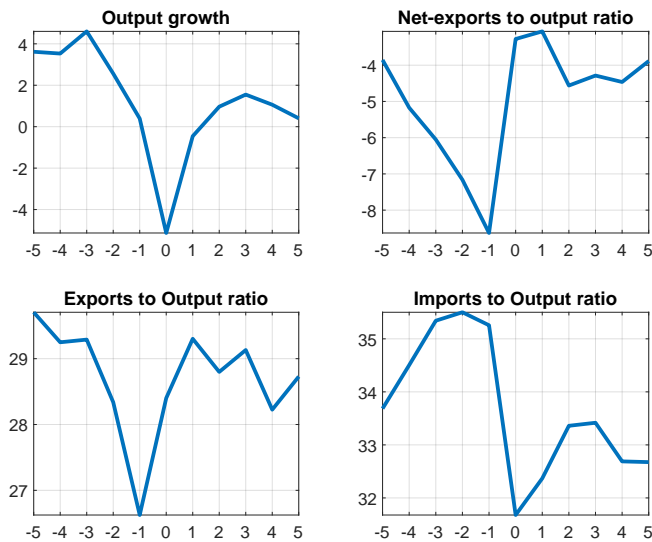 Output growth
4
2
0
-2
-4
-5 -4 -3 -2 -1 0 1 2 3 4 5
Net-exports to output ratio
-4
-5
-6
-7
-8
-5 -4 -3 -2 -1 0 1 2 3 4 5
Exports to Output ratio
29
28
27
-5 -4 -3 -2 -1 0 1 2 3 4 5
Imports to Output ratio
35
34
33
32
-5 -4 -3 -2 -1 0 1 2 3 4 5